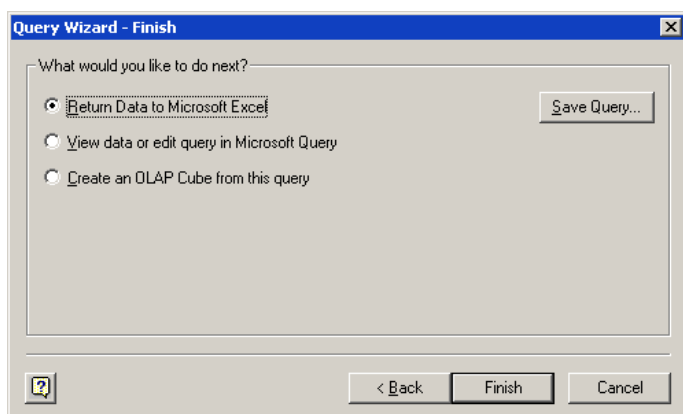 Query Wizard - Finish
What would you like to do next?
Return Data to Microsoft Excel
Save Query...
View data or edit query in Microsoft Query
Create an OLAP Cube from this query
?
< Back
Finish
Cancel